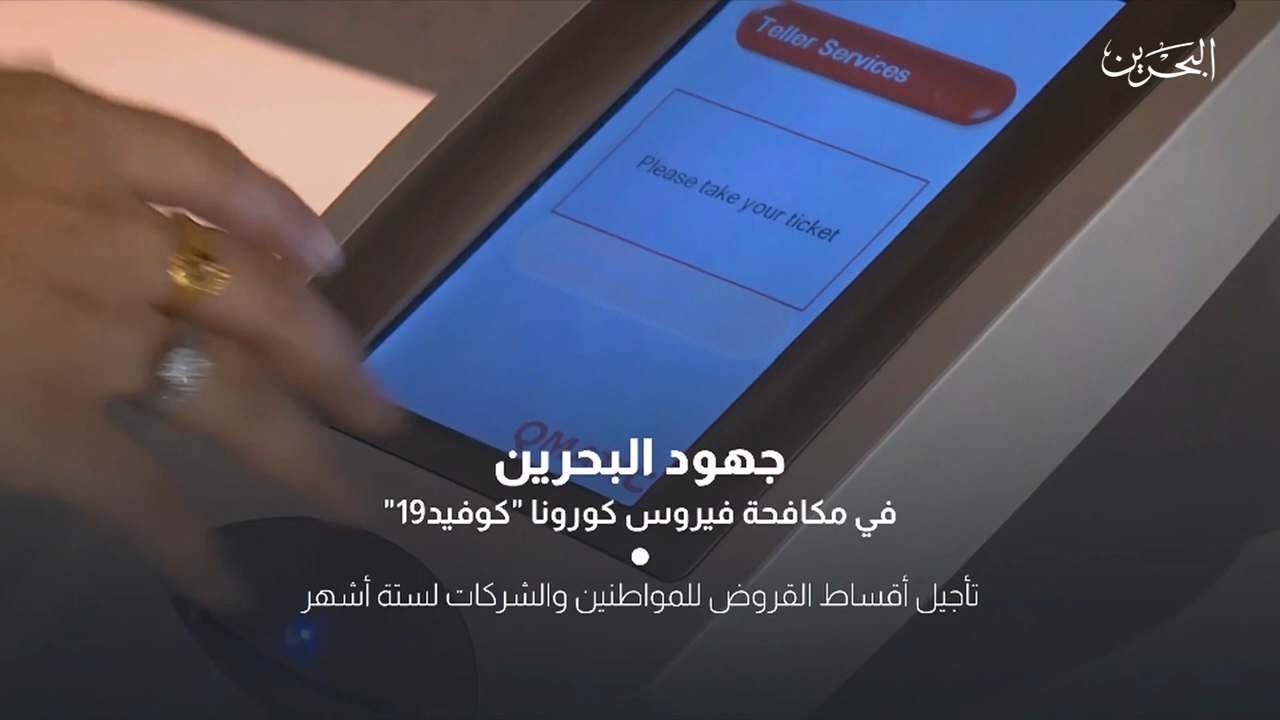 البحرين
Teller Services
Please take your ticket
جهود البحرين
في مكافحة فيروس كورونا "كوفيد19"
تأجيل أقساط القروض للمواطنين والشركات لستة أشهر